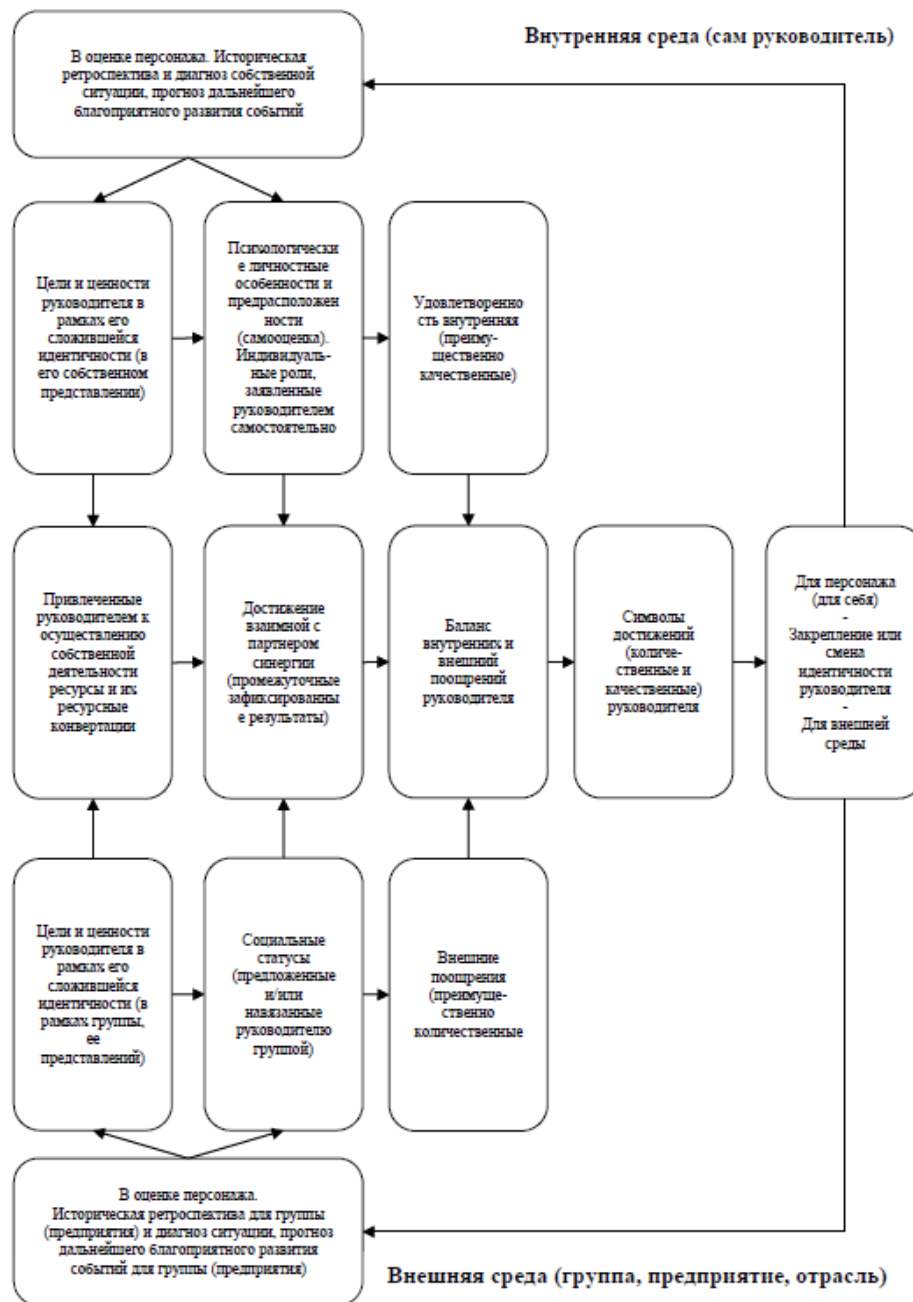 Внутренняя среда (сам руководитель)
В оценке персонажа. Историческая
ретроспектива и диагноз собственной
ситуации, прогноз дальнейшего
благоприятного развития событий
Цели и ценности
руководителя в
рамках его
сложившейся
идентичности (в
его собственном
представлении)
Психологически
е личностные
особенности и
предрасположен
ности
(самооценка).
Индивидуаль-
ные роли,
заявленные
руководителем
самостоятельно
Удовлетворенно
сть внутренняя
(преиму-
щественно
качественные)
Привлеченные
руководителем к
осуществлению
собственной
деятельности
ресурсы и их
ресурсные
конвертации
Достижение
взаимной с
партнером
синергии
(промежуточные
зафиксированны
е результаты)
Баланс
внутренних и
внешний
поощрений
руководителя
Символы
достижений
(количе-
ственные и
качественные)
руководителя
Для персонажа
(для себя)
-
Закрепление или
смена
идентичности
руководителя
-
Для внешней
среды
Цели и ценности
руководителя в
рамках его
сложившейся
идентичности (в
рамках группы,
ее
представлений)
Социальные
статусы
(предложенные
и/или
навязанные
руководителю
группой)
Внешние
поощрения
(преимуще-
ственно
количественные
В оценке персонажа.
Историческая ретроспектива для группы
(предприятия) и диагноз ситуации, прогноз
дальнейшего благоприятного развития
событий для группы (предприятия)
Внешняя среда (группа, предприятие, отрасль)